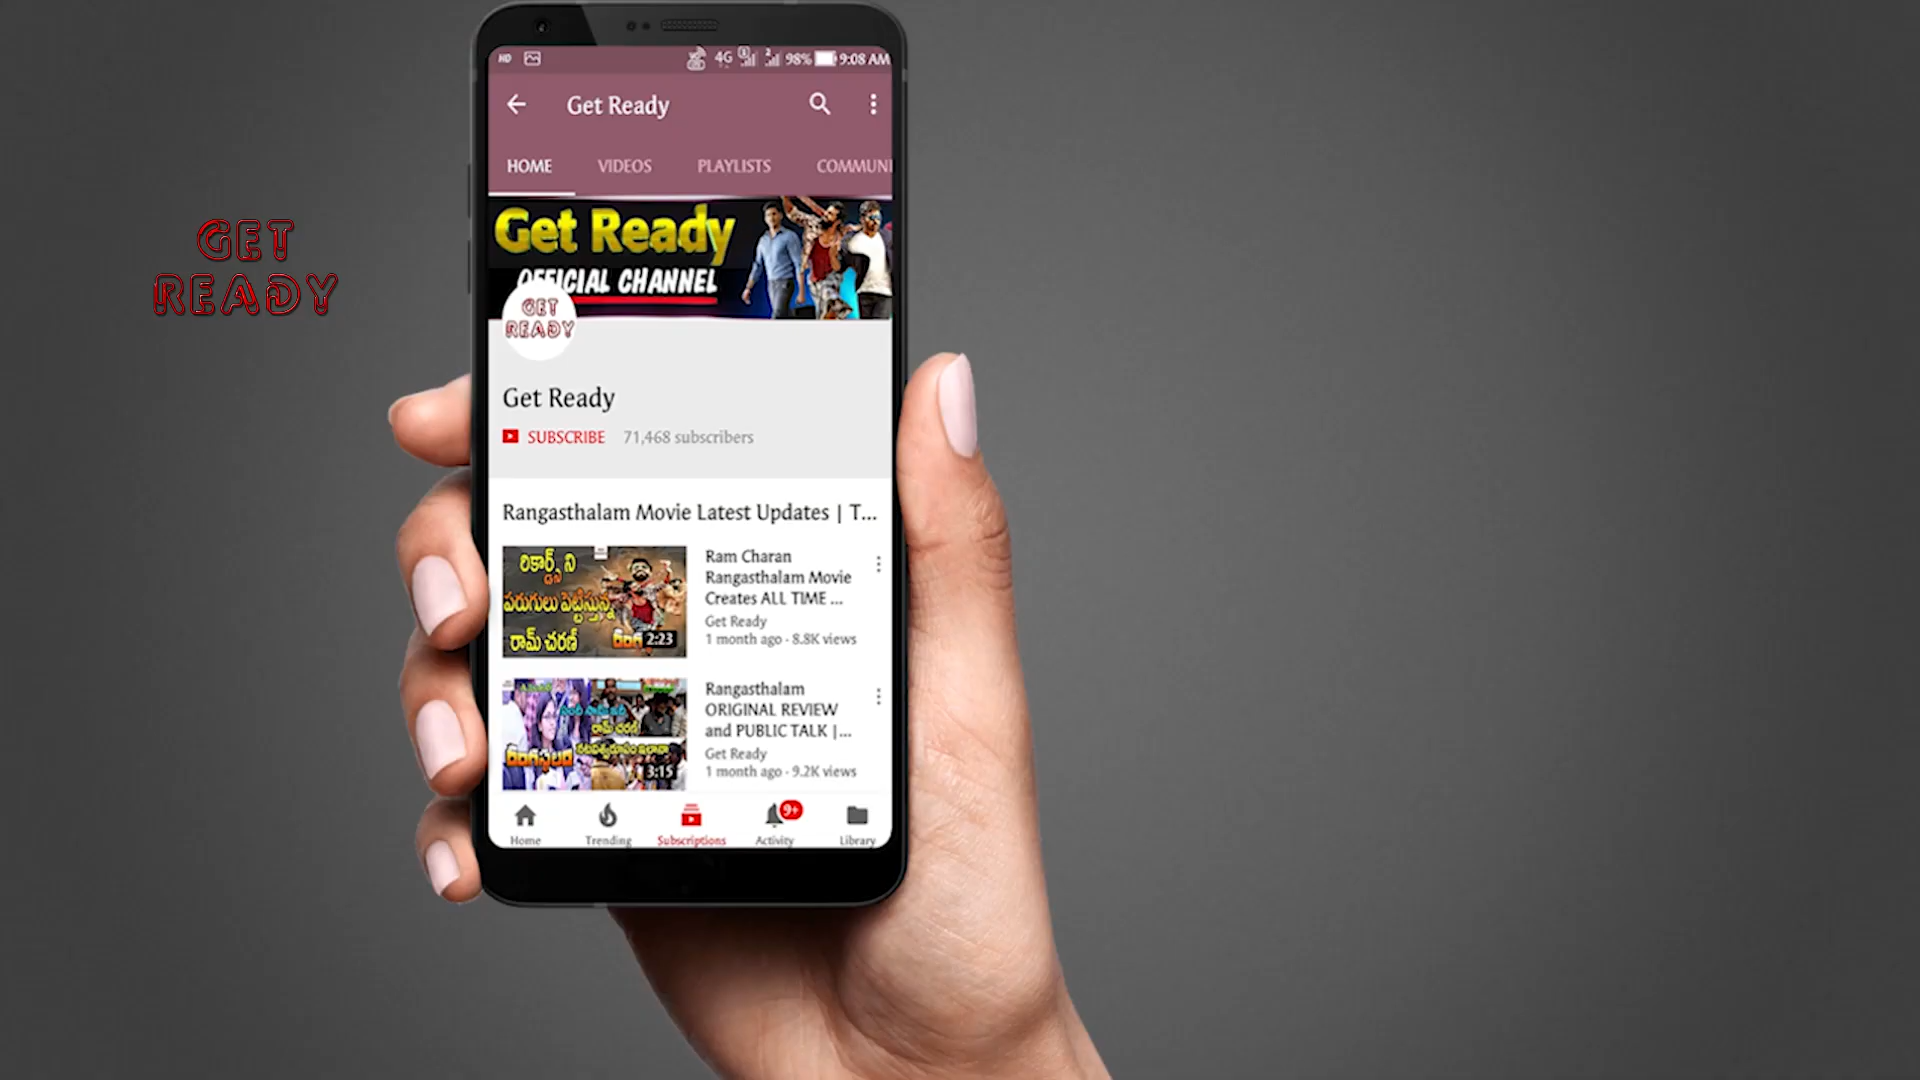 GET
READY
HD 4G 1 2 98% 9:08 AM
Get Ready
HOME VIDEOS PLAYLISTS COMMUNI
Get Ready
OFFICIAL CHANNEL
GET
READY
Get Ready
SUBSCRIBE 71,468 subscribers
Rangasthalam Movie Latest Updates | T...
రికార్డ్స్ ని
పరుగులు పెట్టిస్తున్న
రామ్ చరణ్
2:23
Ram Charan
Rangasthalam Movie
Creates ALL TIME ...
Get Ready
1 month ago - 8.8K views
రామ్ చరణ్
రంగస్థలం
3:15
Rangasthalam
ORIGINAL REVIEW
and PUBLIC TALK |...
Get Ready
1 month ago - 9.2K views
9+
Home Trending Subscriptions Activity Library